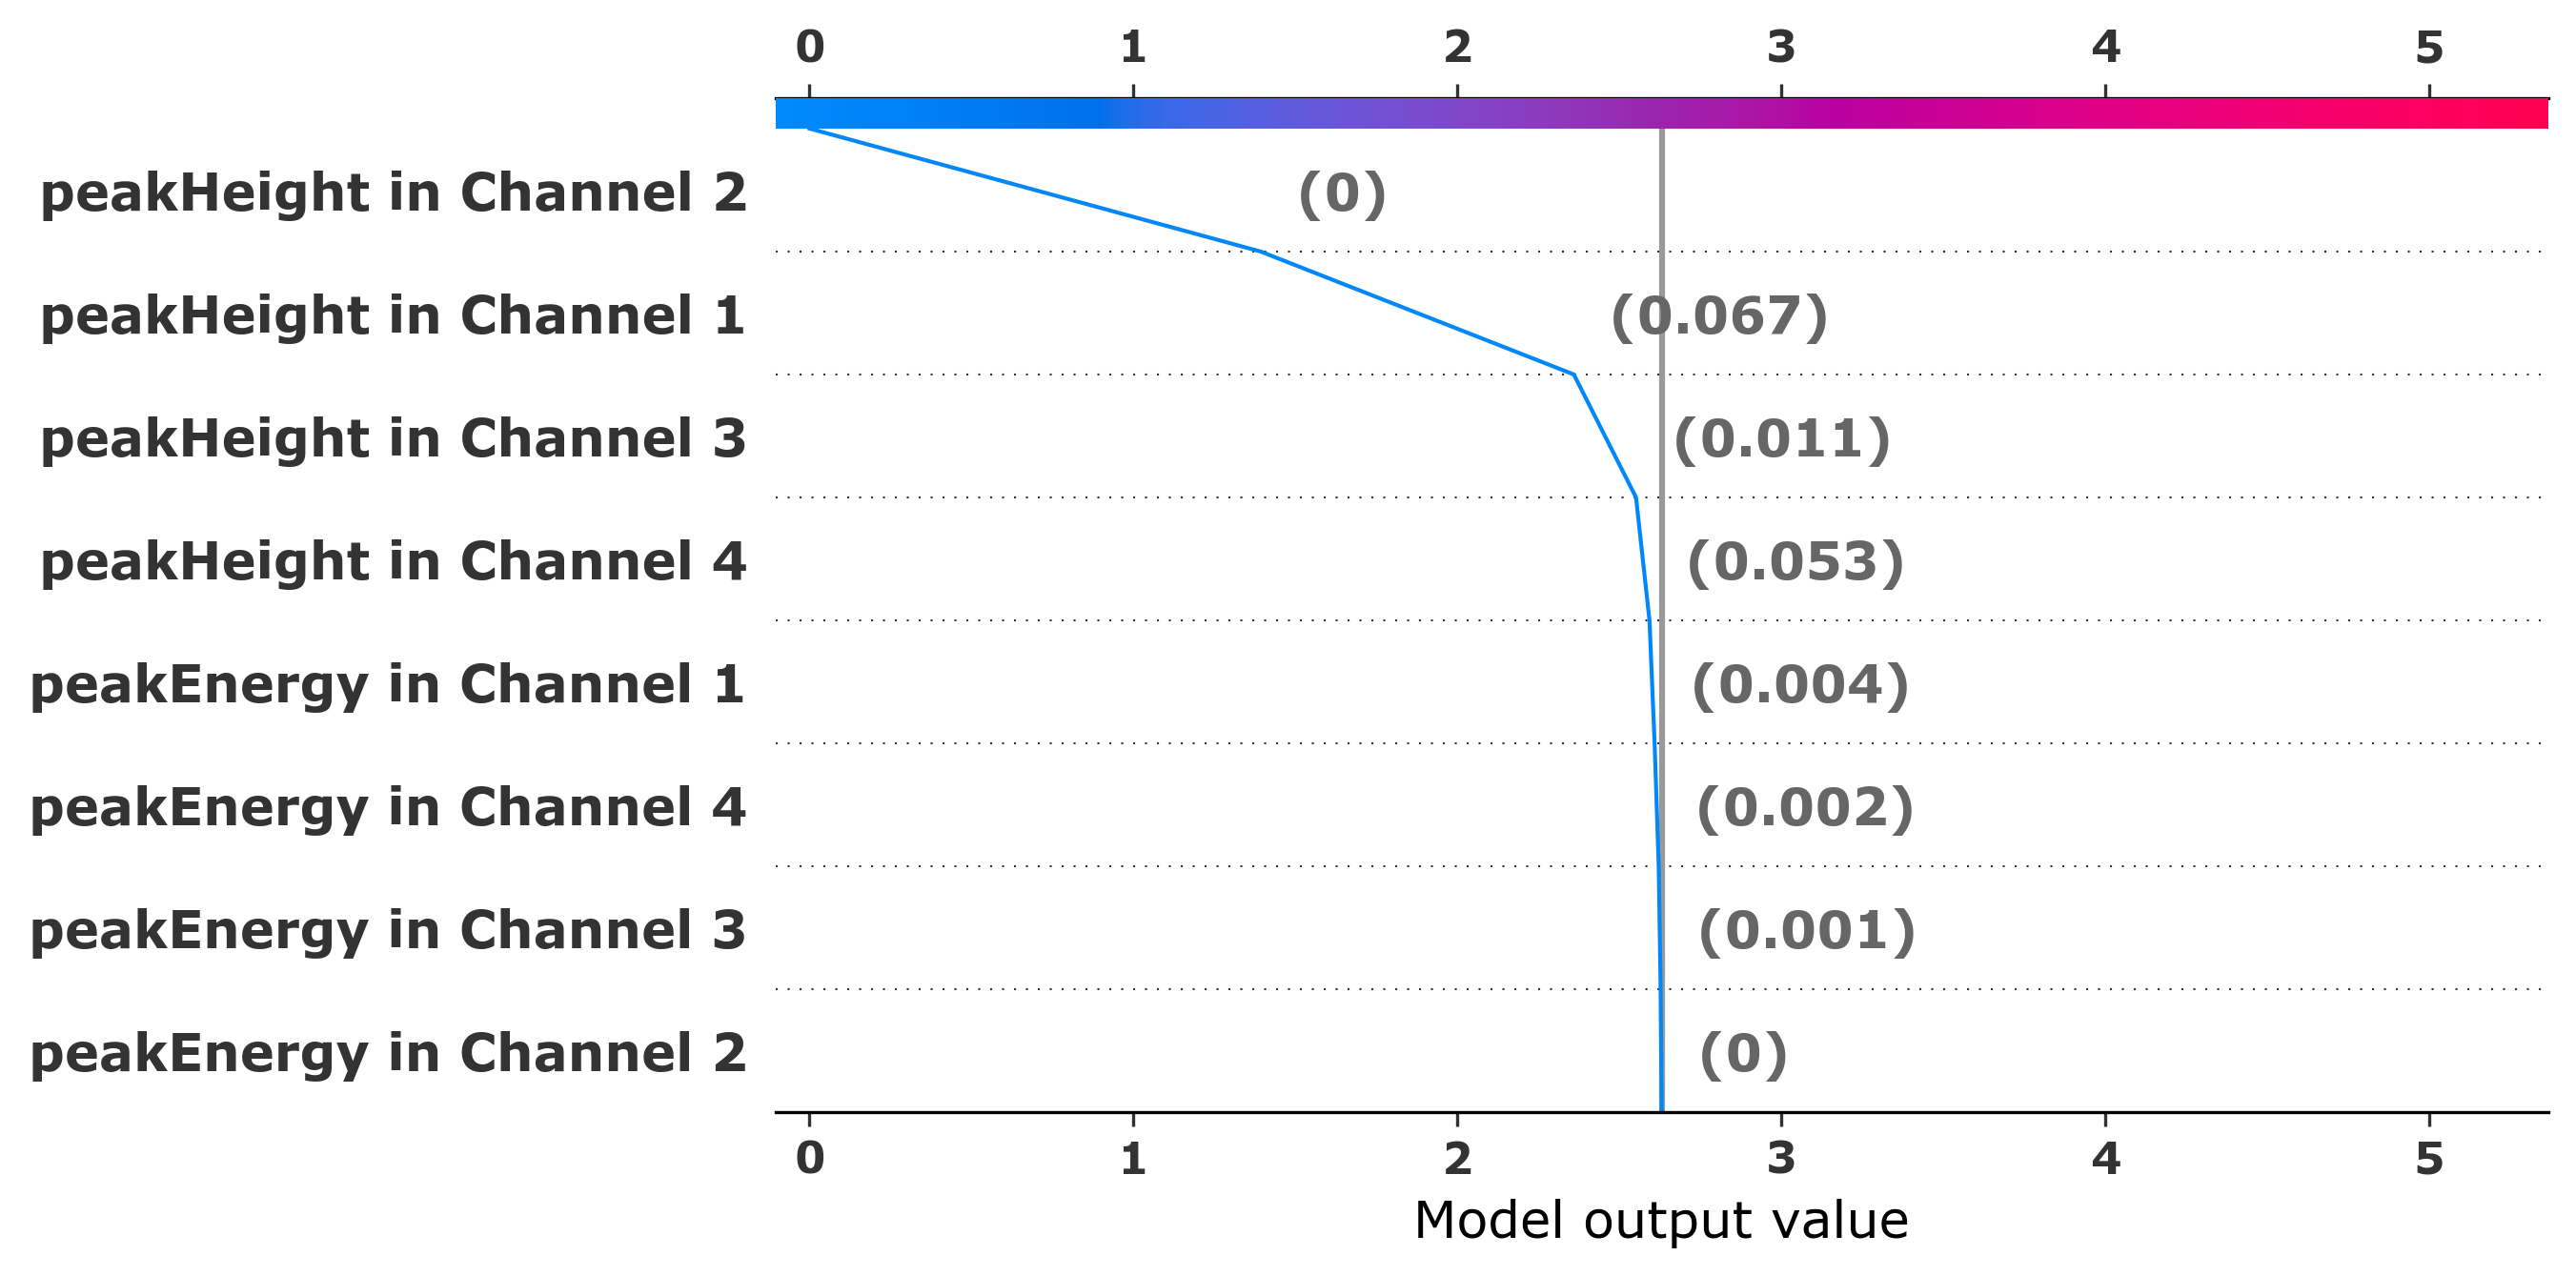 0 1 2 3 4 5
peakHeight in Channel 2 (0)
peakHeight in Channel 1 (0.067)
peakHeight in Channel 3 (0.011)
peakHeight in Channel 4 (0.053)
peakEnergy in Channel 1 (0.004)
peakEnergy in Channel 4 (0.002)
peakEnergy in Channel 3 (0.001)
peakEnergy in Channel 2 (0)
0 1 2 3 4 5
Model output value